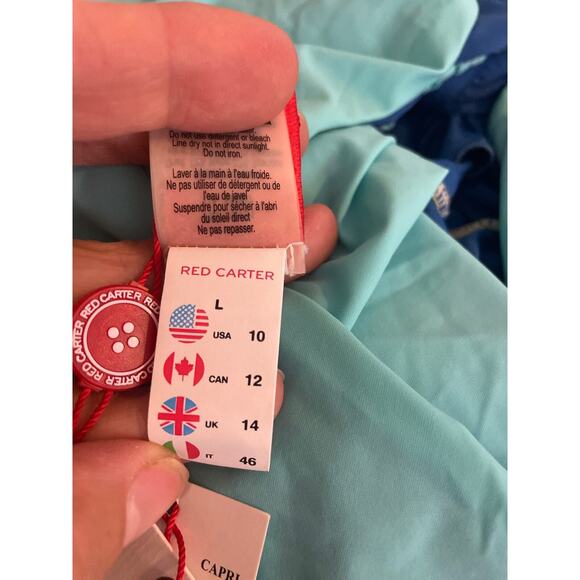 Do not use detergent or bleach
Line dry not in direct sunlight.
Do not iron.
Laver à la main à l'eau froide.
Ne pas utiliser de détergent ou de
l'eau de javel
Suspendre pour sécher à l'abri
du soleil direct
Ne pas repasser.
RED CARTER
L
USA 10
CAN 12
UK 14
IT 46
RED CARTER RED CARTER RED CARTER
CAPRI